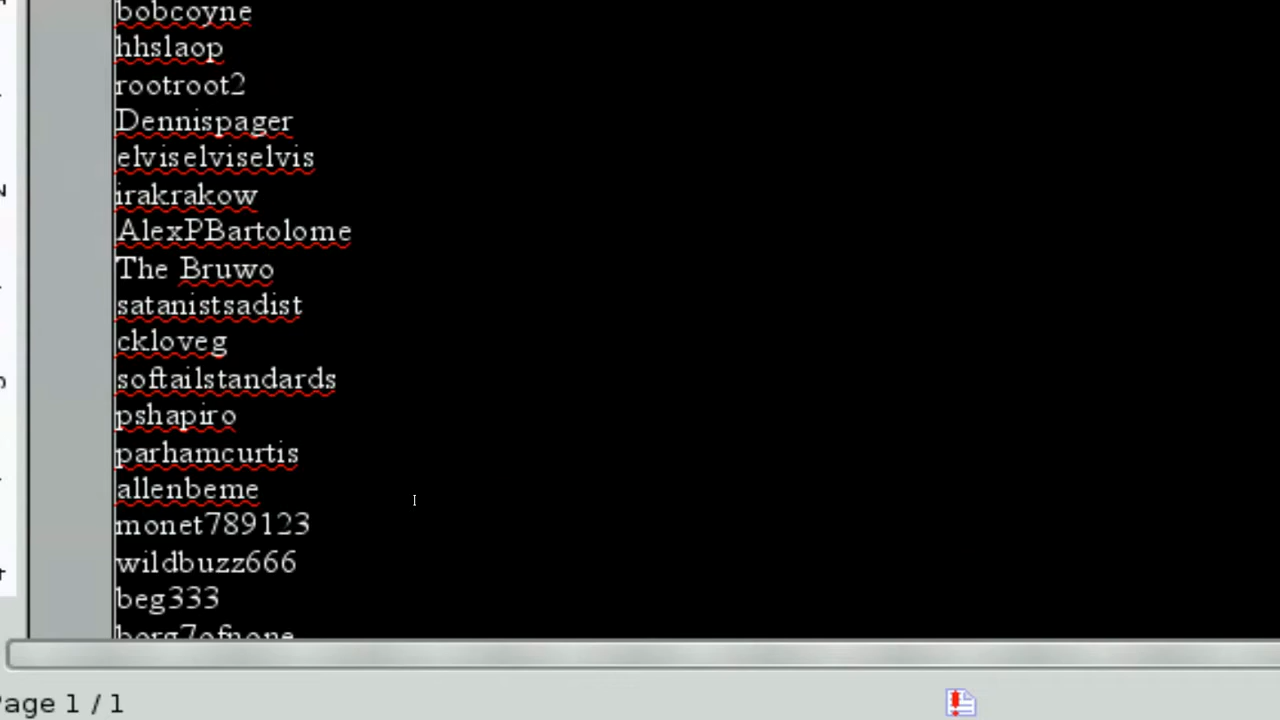 bobcoyne
hhslaop
rootroot2
Dennispager
elviselviselvis
irakrakow
AlexPBartolome
The Bruwo
satanistsadist
ckloveg
softailstandards
pshapiro
parhamcurtis
allenbeme
monet789123
wildbuzz666
beg333
borg7ofnone
Page 1 / 1